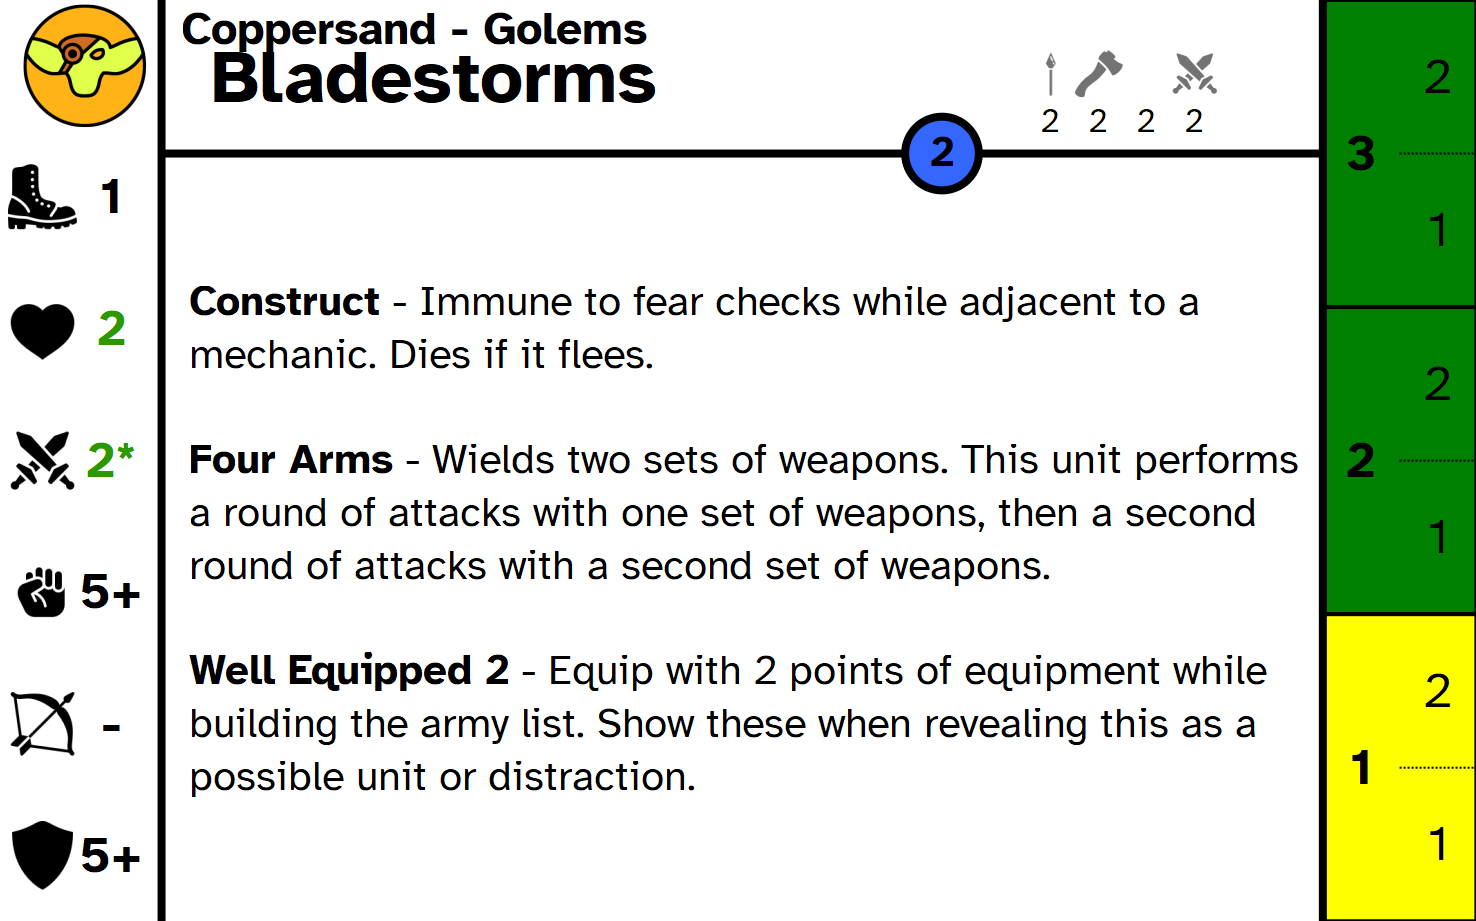 Coppersand - Golems
Bladestorms
2 2 2 2
2
1
2
2*
5+
-
5+
Construct - Immune to fear checks while adjacent to a
mechanic. Dies if it flees.
Four Arms - Wields two sets of weapons. This unit performs
a round of attacks with one set of weapons, then a second
round of attacks with a second set of weapons.
Well Equipped 2 - Equip with 2 points of equipment while
building the army list. Show these when revealing this as a
possible unit or distraction.
2
3
1
2
2
1
2
1
1